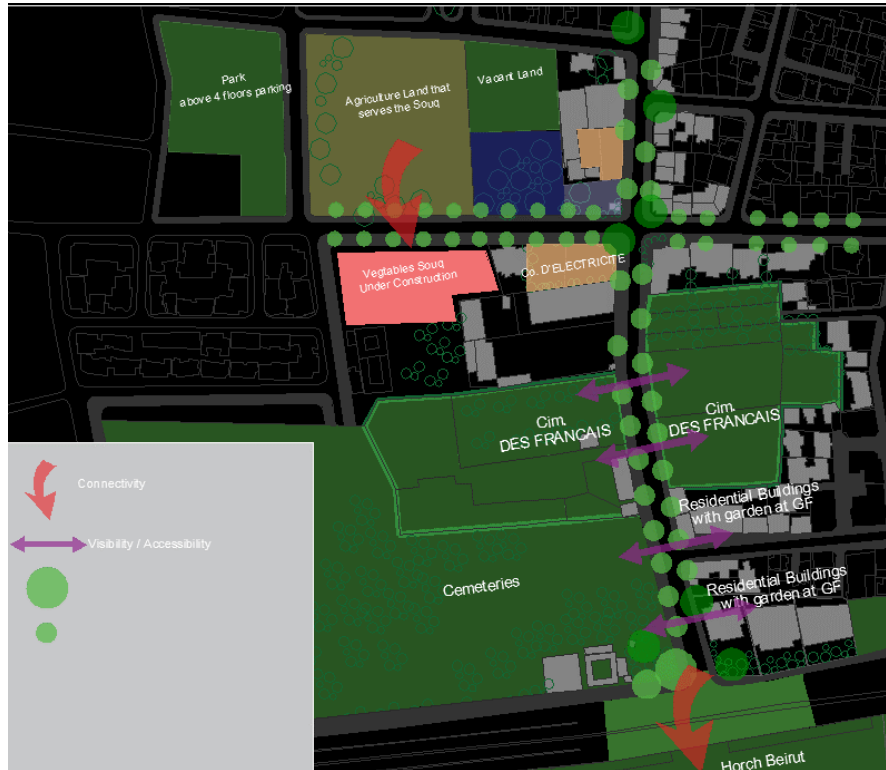 Park
above 4 floors parking
Agriculture Land that
serves the Souq
Vacant Land
Vegtables Souq
Under Construction
Co. D'ELECTRICITE
Cim.
DES FRANCAIS
Cim.
DES FRANCAIS
Connectivity
Visibility / Accessibility
Residential Buildings
with garden at GF
Cemeteries
Residential Buildings
with garden at GF
Horch Beirut